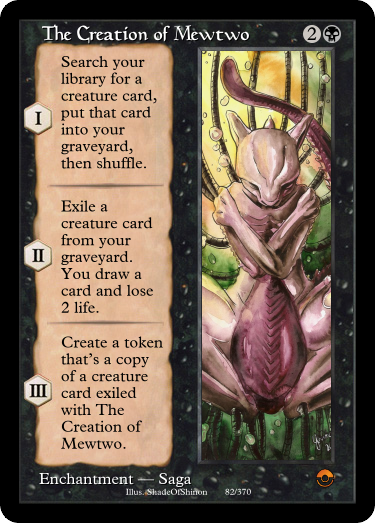 The Creation of Mewtwo 2
I
Search your
library for a
creature card,
put that card
into your
graveyard,
then shuffle.
II
Exile a
creature card
from your
graveyard.
You draw a
card and lose
2 life.
III
Create a token
that's a copy
of a creature
card exiled
with The
Creation of
Mewtwo.
Enchantment — Saga
Illus. ShadeOfShinon 82/370